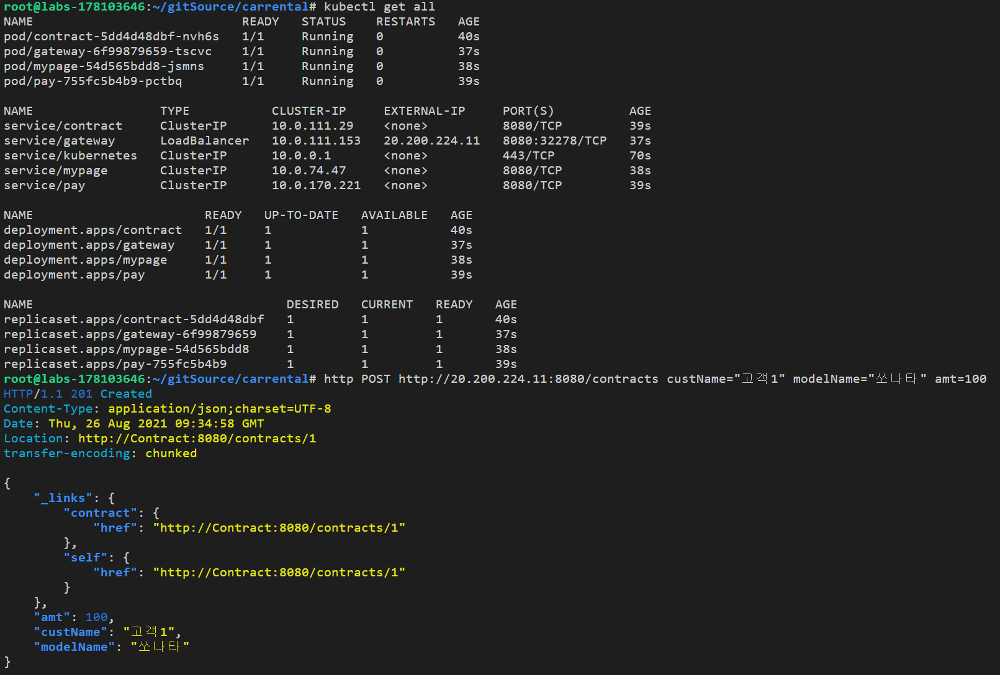 root@labs-178103646:~/gitSource/carrental# kubectl get all
NAME READY STATUS RESTARTS AGE
pod/contract-5dd4d48dbf-nvh6s 1/1 Running 0 40s
pod/gateway-6f99879659-tscvc 1/1 Running 0 37s
pod/mypage-54d565bdd8-jsmns 1/1 Running 0 38s
pod/pay-755fc5b4b9-pctbq 1/1 Running 0 39s
NAME TYPE CLUSTER-IP EXTERNAL-IP PORT(S) AGE
service/contract ClusterIP 10.0.111.29 <none> 8080/TCP 39s
service/gateway LoadBalancer 10.0.111.153 20.200.224.11 8080:32278/TCP 37s
service/kubernetes ClusterIP 10.0.0.1 <none> 443/TCP 70s
service/mypage ClusterIP 10.0.74.47 <none> 8080/TCP 38s
service/pay ClusterIP 10.0.170.221 <none> 8080/TCP 39s
NAME READY UP-TO-DATE AVAILABLE AGE
deployment.apps/contract 1/1 1 1 40s
deployment.apps/gateway 1/1 1 1 37s
deployment.apps/mypage 1/1 1 1 38s
deployment.apps/pay 1/1 1 1 39s
NAME DESIRED CURRENT READY AGE
replicaset.apps/contract-5dd4d48dbf 1 1 1 40s
replicaset.apps/gateway-6f99879659 1 1 1 37s
replicaset.apps/mypage-54d565bdd8 1 1 1 38s
replicaset.apps/pay-755fc5b4b9 1 1 1 39s
root@labs-178103646:~/gitSource/carrental# http POST http://20.200.224.11:8080/contracts custName="고객1" modelName="쏘나타" amt=100
HTTP/1.1 201 Created
Content-Type: application/json;charset=UTF-8
Date: Thu, 26 Aug 2021 09:34:58 GMT
Location: http://Contract:8080/contracts/1
transfer-encoding: chunked
{
"_links": {
"contract": {
"href": "http://Contract:8080/contracts/1"
},
"self": {
"href": "http://Contract:8080/contracts/1"
}
},
"amt": 100,
"custName": "고객1",
"modelName": "쏘나타"
}